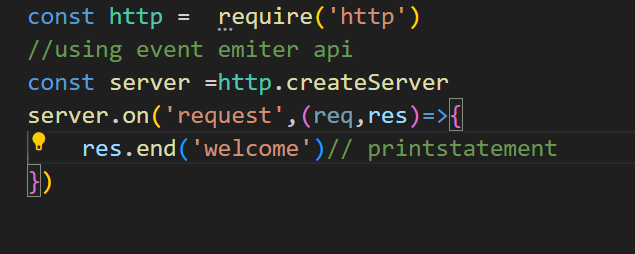 const http =  require('http')
//using event emiter api
const server =http.createServer
server.on('request',(req,res)=>{
    res.end('welcome')// printstatement
})